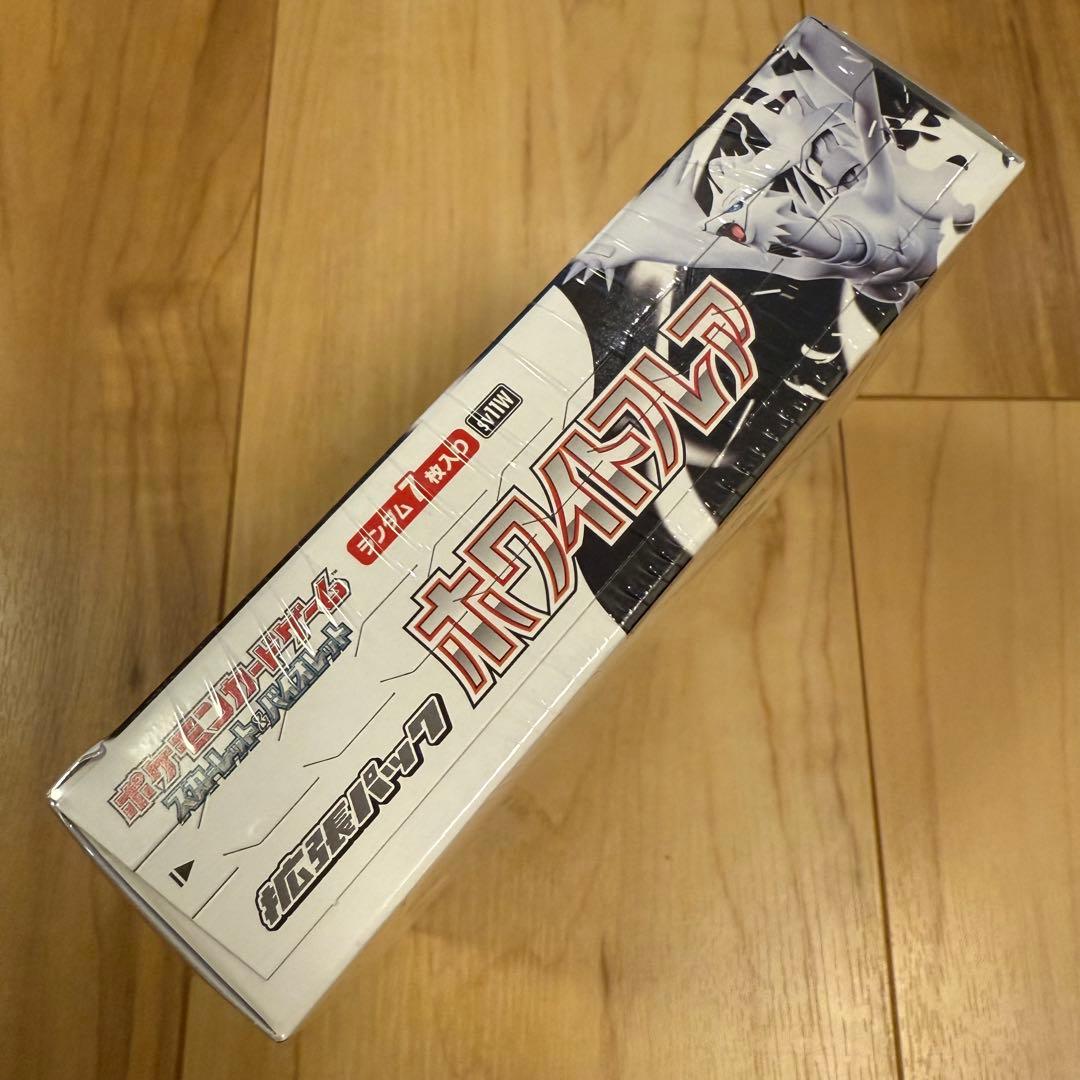 ポケモンカードゲーム™
スカーレット&バイオレット
ランダム7枚入り
SV11W
拡張パック
ホワイトフレア